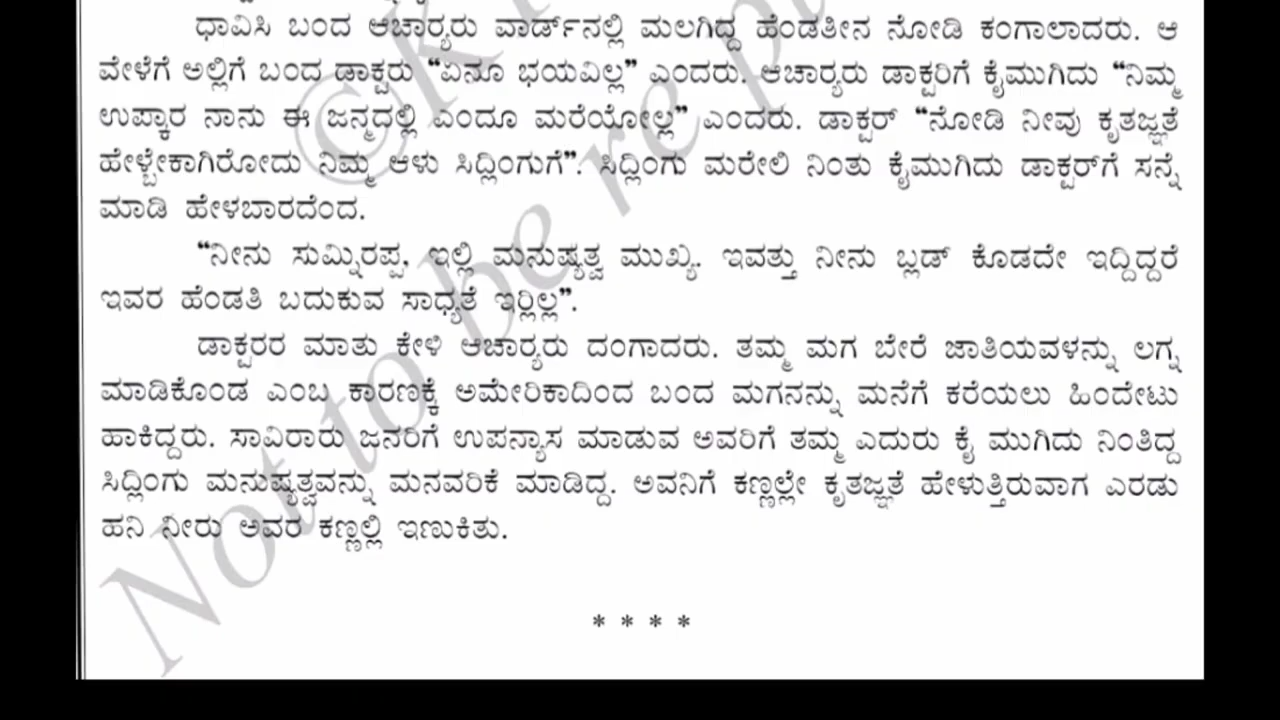 ಧಾವಿಸಿ ಬಂದ ಆಚಾರ‍್ಯರು ವಾರ್ಡ್‌ನಲ್ಲಿ ಮಲಗಿದ್ದ ಹೆಂಡತೀನ ನೋಡಿ ಕಂಗಾಲಾದರು. ಆ
ವೇಳೆಗೆ ಅಲ್ಲಿಗೆ ಬಂದ ಡಾಕ್ಟರು “ಏನೂ ಭಯವಿಲ್ಲ” ಎಂದರು. ಆಚಾರ‍್ಯರು ಡಾಕ್ಟರಿಗೆ ಕೈಮುಗಿದು “ನಿಮ್ಮ
ಉಪ್ಕಾರ ನಾನು ಈ ಜನ್ಮದಲ್ಲಿ ಎಂದೂ ಮರೆಯೋಲ್ಲ” ಎಂದರು. ಡಾಕ್ಟರ್ “ನೋಡಿ ನೀವು ಕೃತಜ್ಞತೆ
ಹೇಳ್ಬೇಕಾಗಿರೋದು ನಿಮ್ಮ ಆಳು ಸಿದ್ಲಿಂಗುಗೆ”. ಸಿದ್ಲಿಂಗು ಮರೇಲಿ ನಿಂತು ಕೈಮುಗಿದು ಡಾಕ್ಟರ್‌ಗೆ ಸನ್ನೆ
ಮಾಡಿ ಹೇಳಬಾರದೆಂದ.
“ನೀನು ಸುಮ್ನಿರಪ್ಪ, ಇಲ್ಲಿ ಮನುಷ್ಯತ್ವ ಮುಖ್ಯ. ಇವತ್ತು ನೀನು ಬ್ಲಡ್ ಕೊಡದೇ ಇದ್ದಿದ್ದರೆ
ಇವರ ಹೆಂಡತಿ ಬದುಕುವ ಸಾಧ್ಯತೆ ಇರ‍್ಲಿಲ್ಲ”.
ಡಾಕ್ಟರರ ಮಾತು ಕೇಳಿ ಆಚಾರ‍್ಯರು ದಂಗಾದರು. ತಮ್ಮ ಮಗ ಬೇರೆ ಜಾತಿಯವಳನ್ನು ಲಗ್ನ
ಮಾಡಿಕೊಂಡ ಎಂಬ ಕಾರಣಕ್ಕೆ ಅಮೇರಿಕಾದಿಂದ ಬಂದ ಮಗನನ್ನು ಮನೆಗೆ ಕರೆಯಲು ಹಿಂದೇಟು
ಹಾಕಿದ್ದರು. ಸಾವಿರಾರು ಜನರಿಗೆ ಉಪನ್ಯಾಸ ಮಾಡುವ ಅವರಿಗೆ ತಮ್ಮ ಎದುರು ಕೈ ಮುಗಿದು ನಿಂತಿದ್ದ
ಸಿದ್ಲಿಂಗು ಮನುಷ್ಯತ್ವವನ್ನು ಮನವರಿಕೆ ಮಾಡಿದ್ದ. ಅವನಿಗೆ ಕಣ್ಣಲ್ಲೇ ಕೃತಜ್ಞತೆ ಹೇಳುತ್ತಿರುವಾಗ ಎರಡು
ಹನಿ ನೀರು ಅವರ ಕಣ್ಣಲ್ಲಿ ಇಣುಕಿತು.
* * * *
©K
Not to be re p